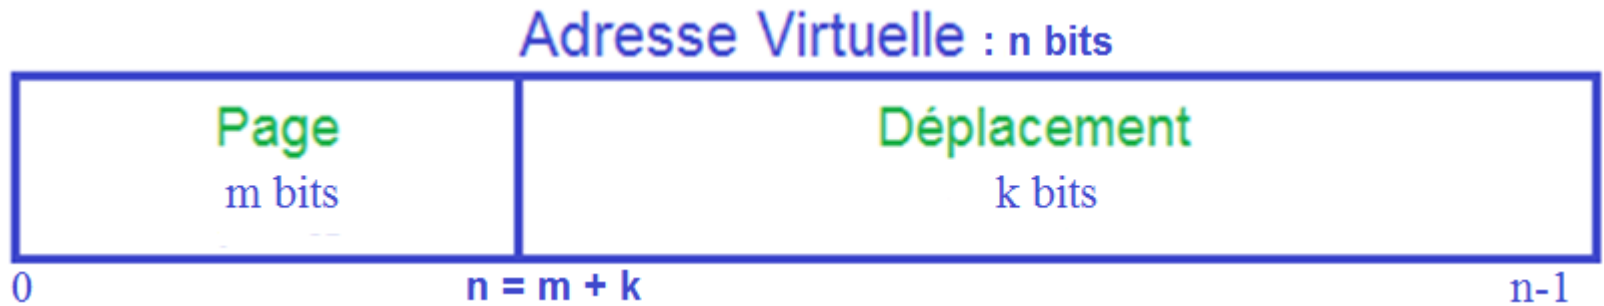 Adresse Virtuelle : n bits
Page Déplacement
m bits k bits
0 n = m + k n-1